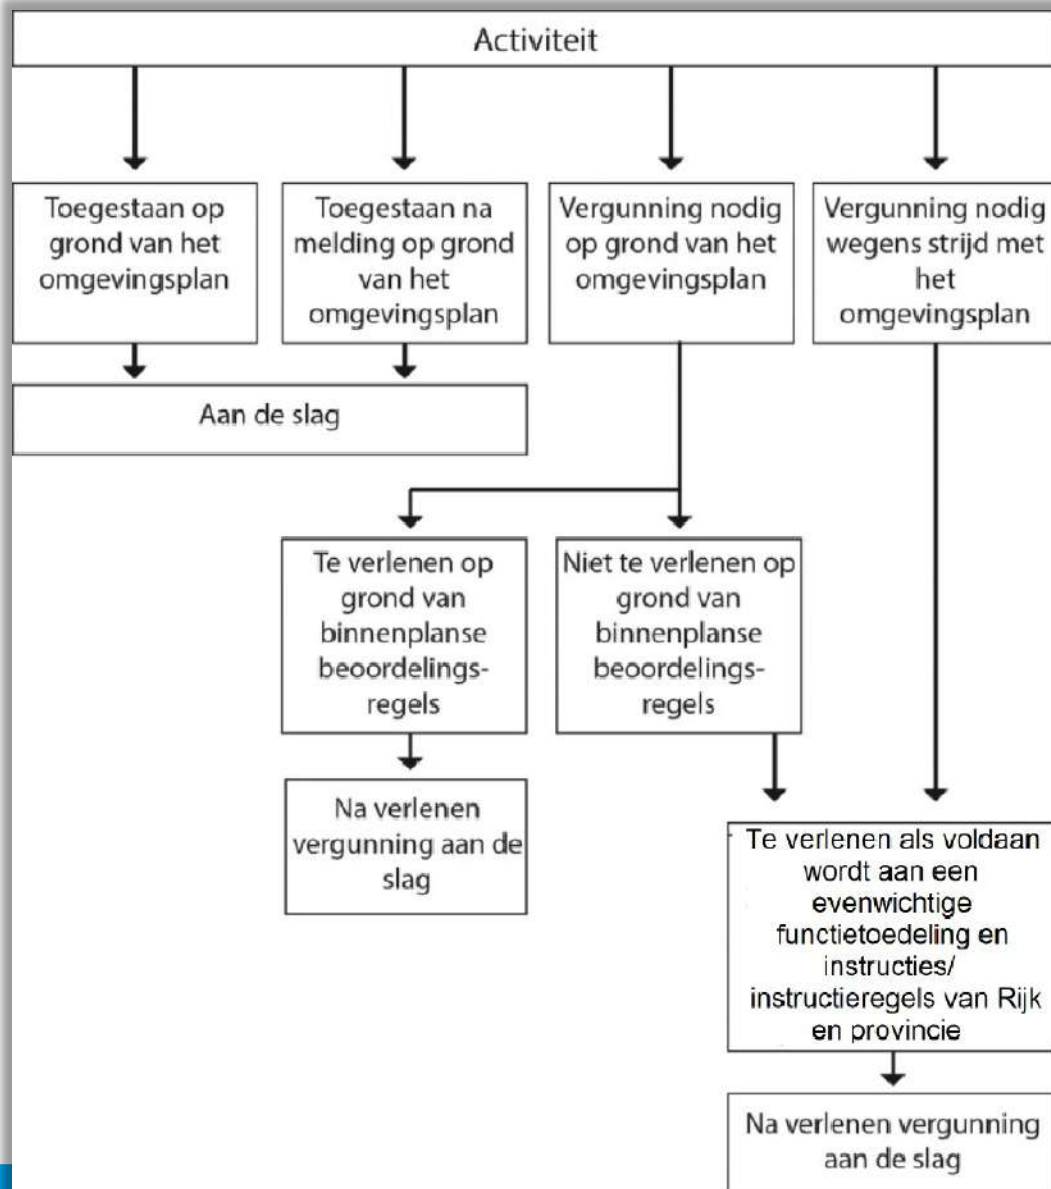 Activiteit
Toegestaan op
grond van het
omgevingsplan
Toegestaan na
melding op grond
van het
omgevingsplan
Vergunning nodig
op grond van het
omgevingsplan
Vergunning nodig
wegens strijd met
het
omgevingsplan
Aan de slag
Te verlenen op
grond van
binnenplanse
beoordelings-
regels
Niet te verlenen op
grond van
binnenplanse
beoordelings-
regels
Na verlenen
vergunning aan de
slag
Te verlenen als voldaan
wordt aan een
evenwichtige
functietoedeling en
instructies/
instructieregels van Rijk
en provincie
Na verlenen vergunning
aan de slag